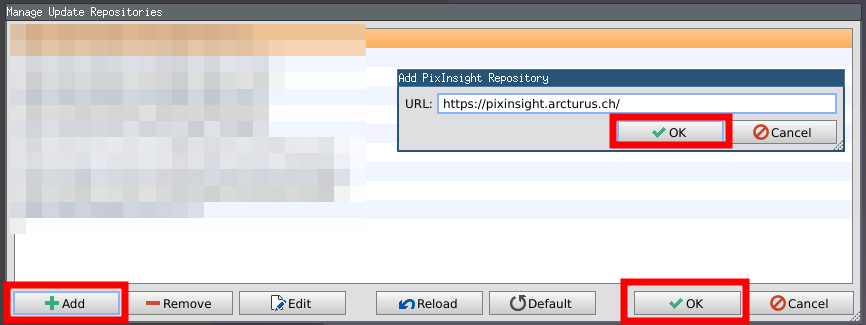 Manage Update Repositories
Add PixInsight Repository
URL: https://pixinsight.arcturus.ch/
OK Cancel
Add Remove Edit Reload Default OK Cancel